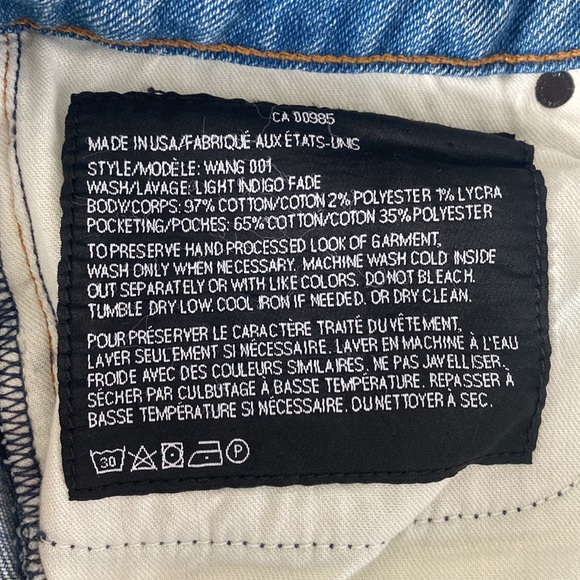 CA 00985
MADE IN USA/FABRIQUÉ AUX ÉTATS-UNIS
STYLE/MODÈLE: WANG 001
WASH/LAVAGE: LIGHT INDIGO FADE
BODY/CORPS: 97% COTTON/COTON 2% POLYESTER 1% LYCRA
POCKETING/POCHES: 65% COTTON/COTON 35% POLYESTER
TO PRESERVE HAND PROCESSED LOOK OF GARMENT,
WASH ONLY WHEN NECESSARY. MACHINE WASH COLD INSIDE
OUT SEPARATELY OR WITH LIKE COLORS. DO NOT BLEACH.
TUMBLE DRY LOW. COOL IRON IF NEEDED. OR DRY CLEAN.
POUR PRÉSERVER LE CARACTÈRE TRAITÉ DU VÊTEMENT,
LAVER SEULEMENT SI NÉCESSAIRE. LAVER EN MACHINE À L'EAU
FROIDE AVEC DES COULEURS SIMILAIRES. NE PAS JAVELLISER.
SÉCHER PAR CULBUTAGE À BASSE TEMPÉRATURE. REPASSER À
BASSE TEMPÉRATURE SI NÉCESSAIRE. OU NETTOYER À SEC.
30 P